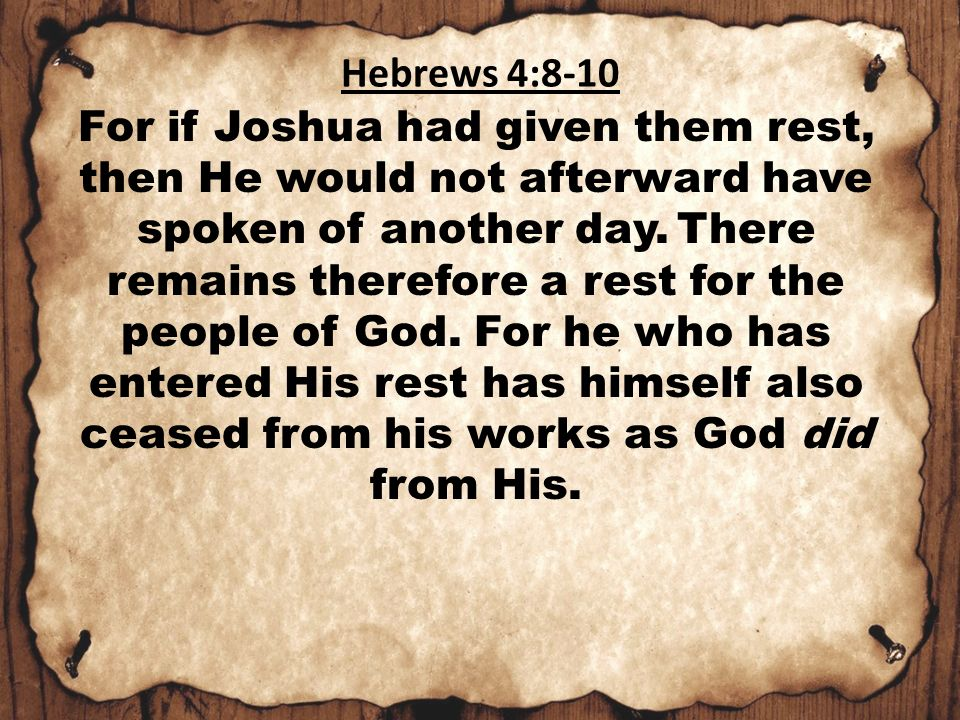 Hebrews 4:8-10
For if Joshua had given them rest,
then He would not afterward have
spoken of another day. There
remains therefore a rest for the
people of God. For he who has
entered His rest has himself also
ceased from his works as God did
from His.